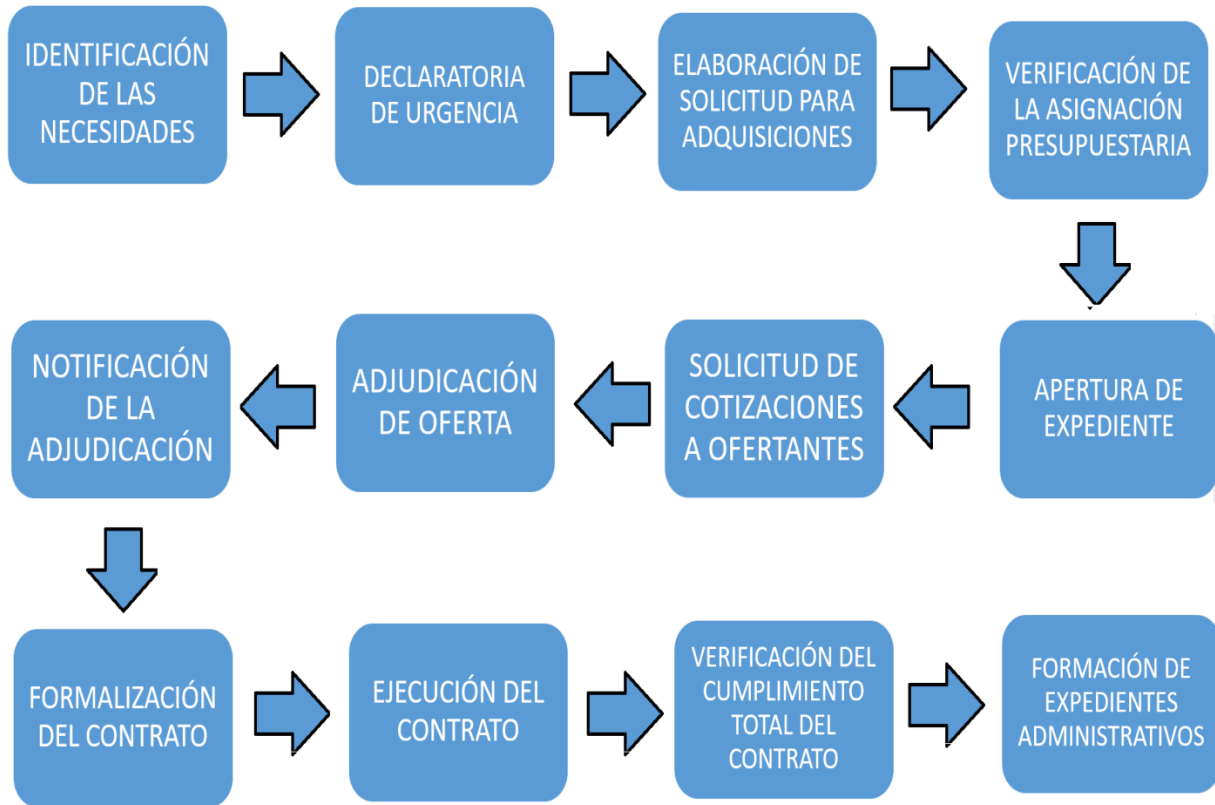 IDENTIFICACIÓN
DE LAS
NECESIDADES
DECLARATORIA
DE URGENCIA
ELABORACIÓN DE
SOLICITUD PARA
ADQUISICIONES
VERIFICACIÓN DE
LA ASIGNACIÓN
PRESUPUESTARIA
APERTURA DE
EXPEDIENTE
SOLICITUD DE
COTIZACIONES
A OFERTANTES
ADJUDICACIÓN
DE OFERTA
NOTIFICACIÓN
DE LA
ADJUDICACIÓN
FORMALIZACIÓN
DEL CONTRATO
EJECUCIÓN DEL
CONTRATO
VERIFICACIÓN DEL
CUMPLIMIENTO
TOTAL DEL
CONTRATO
FORMACIÓN DE
EXPEDIENTES
ADMINISTRATIVOS